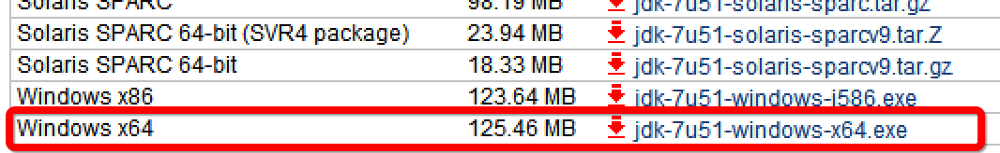 Solaris SPARC 98.19 MB jdk-7u51-solaris-sparc.tar.gz
Solaris SPARC 64-bit (SVR4 package) 23.94 MB jdk-7u51-solaris-sparcv9.tar.Z
Solaris SPARC 64-bit 18.33 MB jdk-7u51-solaris-sparcv9.tar.gz
Windows x86 123.64 MB jdk-7u51-windows-i586.exe
Windows x64 125.46 MB jdk-7u51-windows-x64.exe